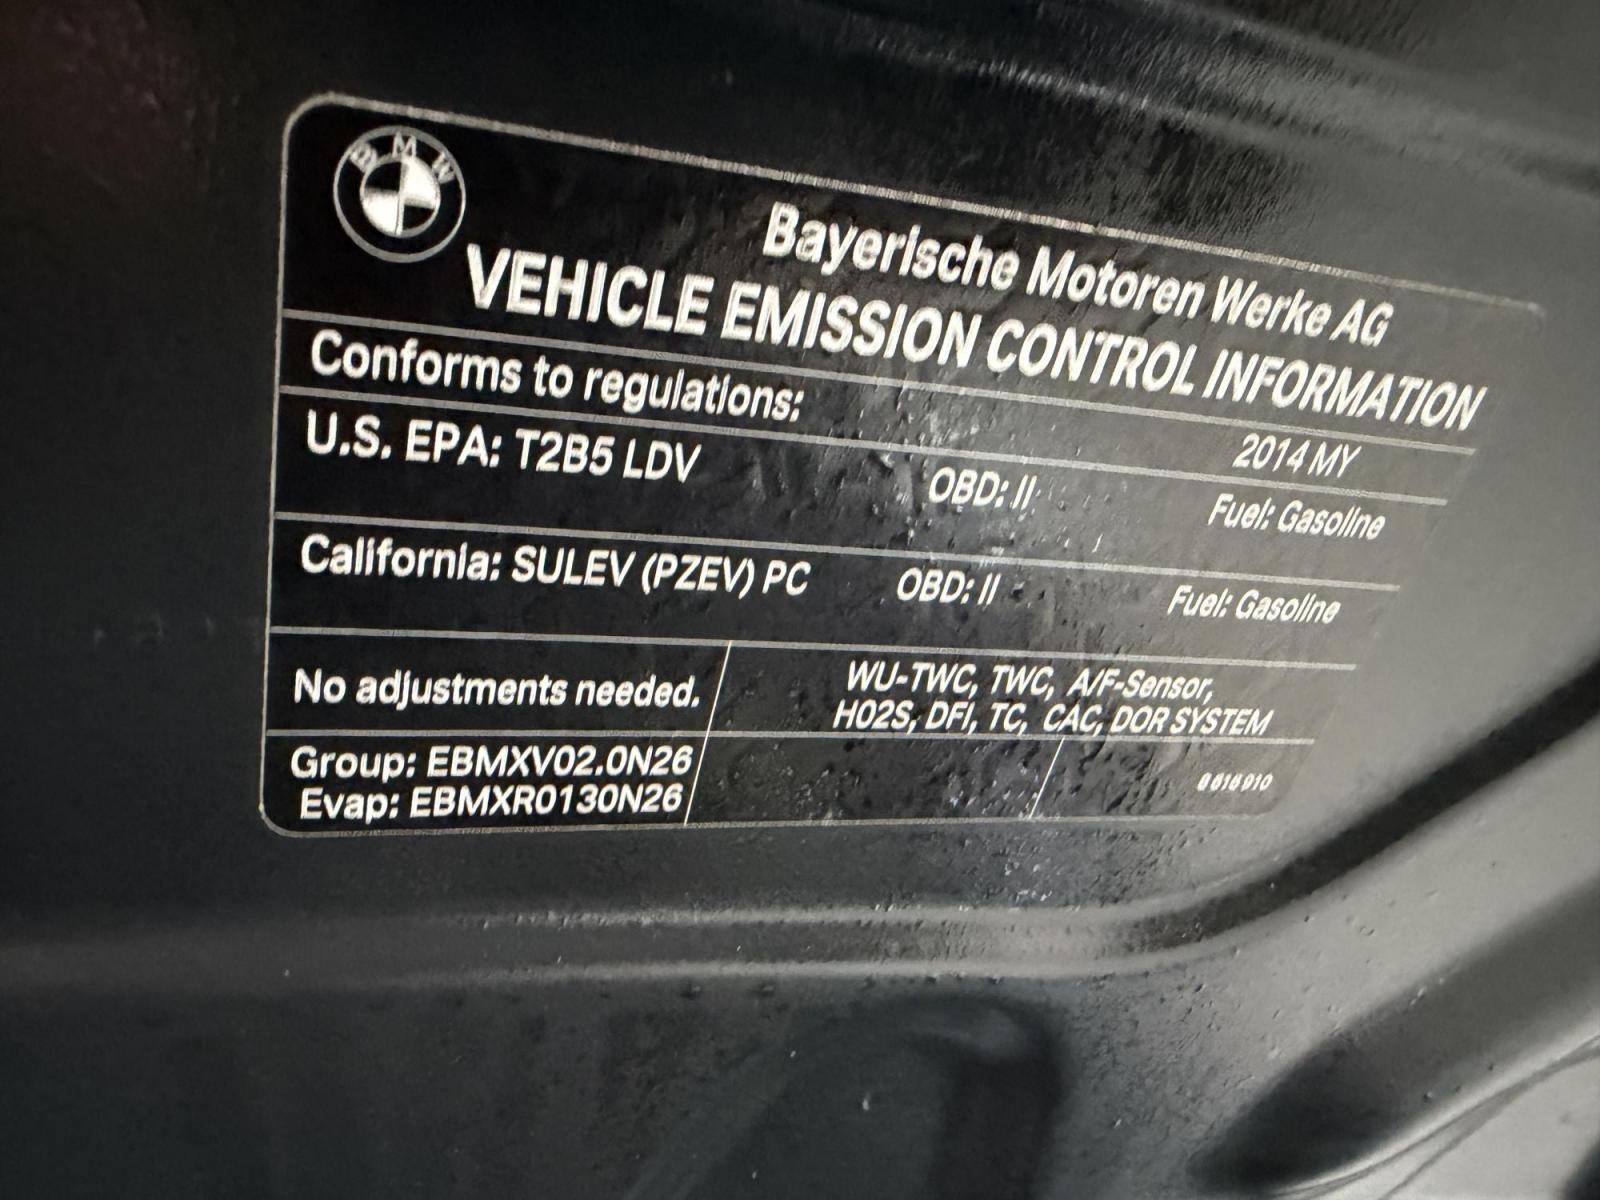 BMW
Bayerische Motoren Werke AG
VEHICLE EMISSION CONTROL INFORMATION
Conforms to regulations:
2014 MY
U.S. EPA: T2B5 LDV OBD: II Fuel: Gasoline
California: SULEV (PZEV) PC OBD: II Fuel: Gasoline
No adjustments needed.
WU-TWC, TWC, A/F-Sensor,
HO2S, DFI, TC, CAC, DOR SYSTEM
Group: EBMXV02.0N26
Evap: EBMXR0130N26